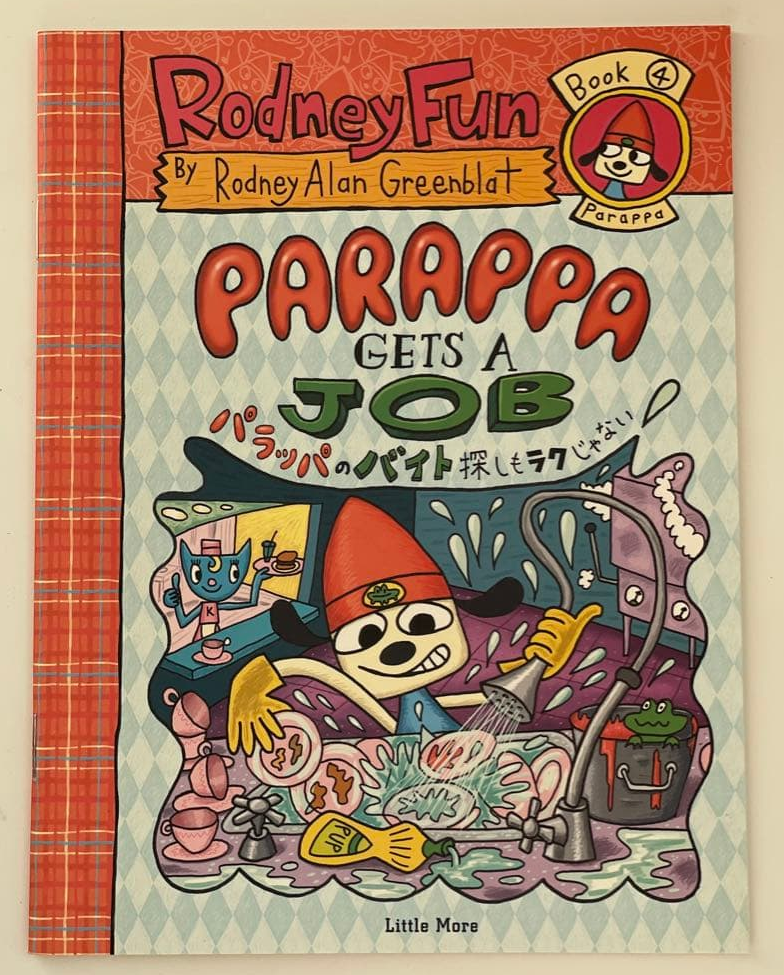 RodneyFun
By Rodney Alan Greenblat
Book 4
Parappa
PARAPPA
GETS A
JOB
パラッパのバイト探しもラクじゃない
K
PUP
Little More